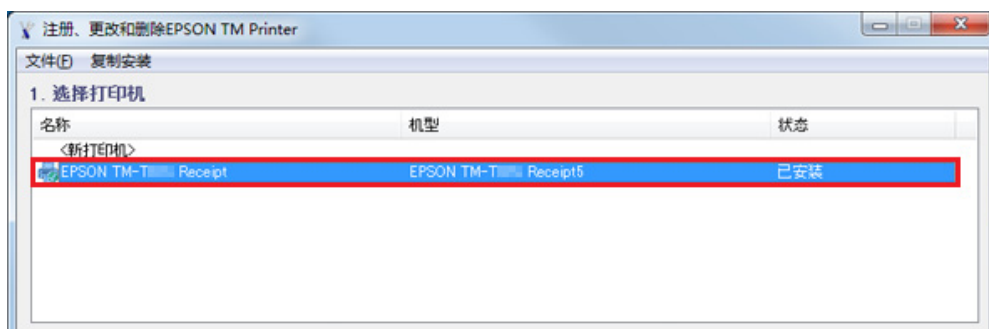 注册、更改和删除EPSON TM Printer
文件(F) 复制安装
1. 选择打印机
名称 机型 状态
<新打印机>
EPSON TM-T Receipt EPSON TM-T Receipt5 已安装